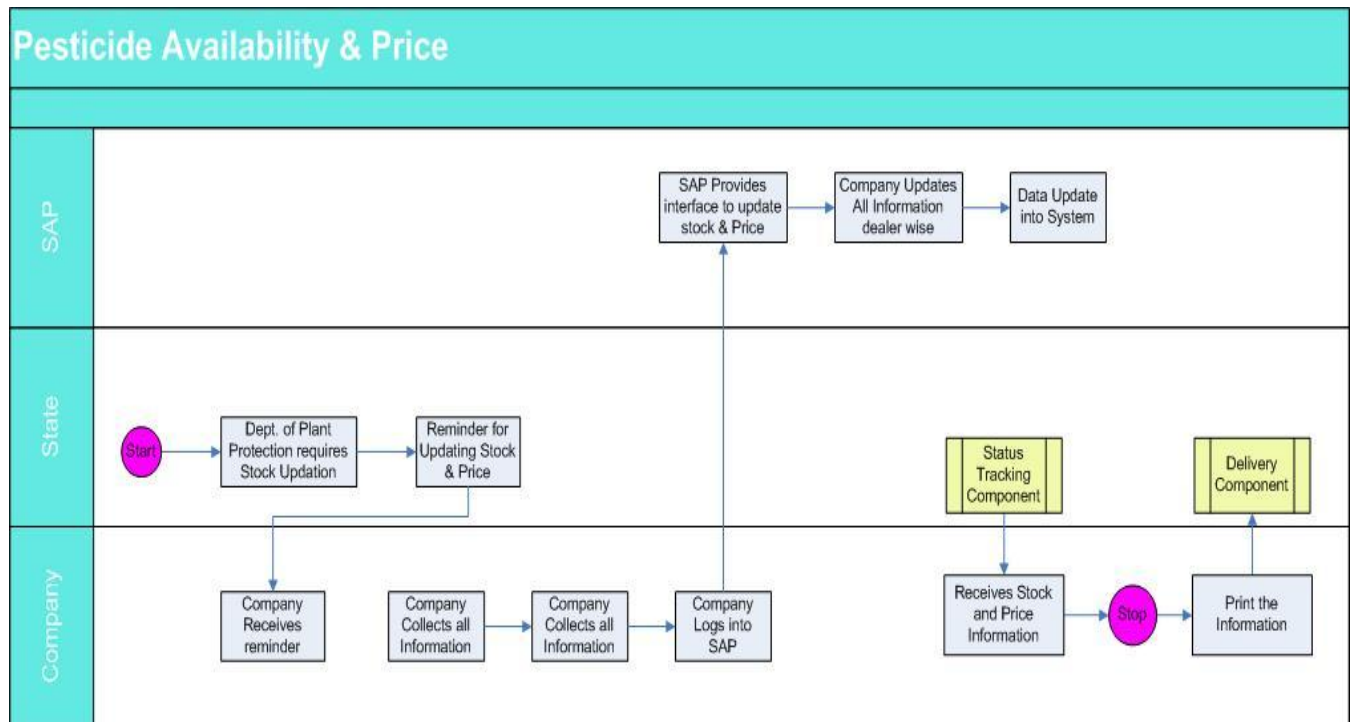 Pesticide Availability & Price
SAP
SAP Provides
interface to update
stock & Price
Company Updates
All Information
dealer wise
Data Update
into System
State
Start
Dept. of Plant
Protection requires
Stock Updation
Reminder for
Updating Stock
& Price
Status
Tracking
Component
Delivery
Component
Company
Company
Receives
reminder
Company
Collects all
Information
Company
Collects all
Information
Company
Logs into
SAP
Receives Stock
and Price
Information
Stop
Print the
Information